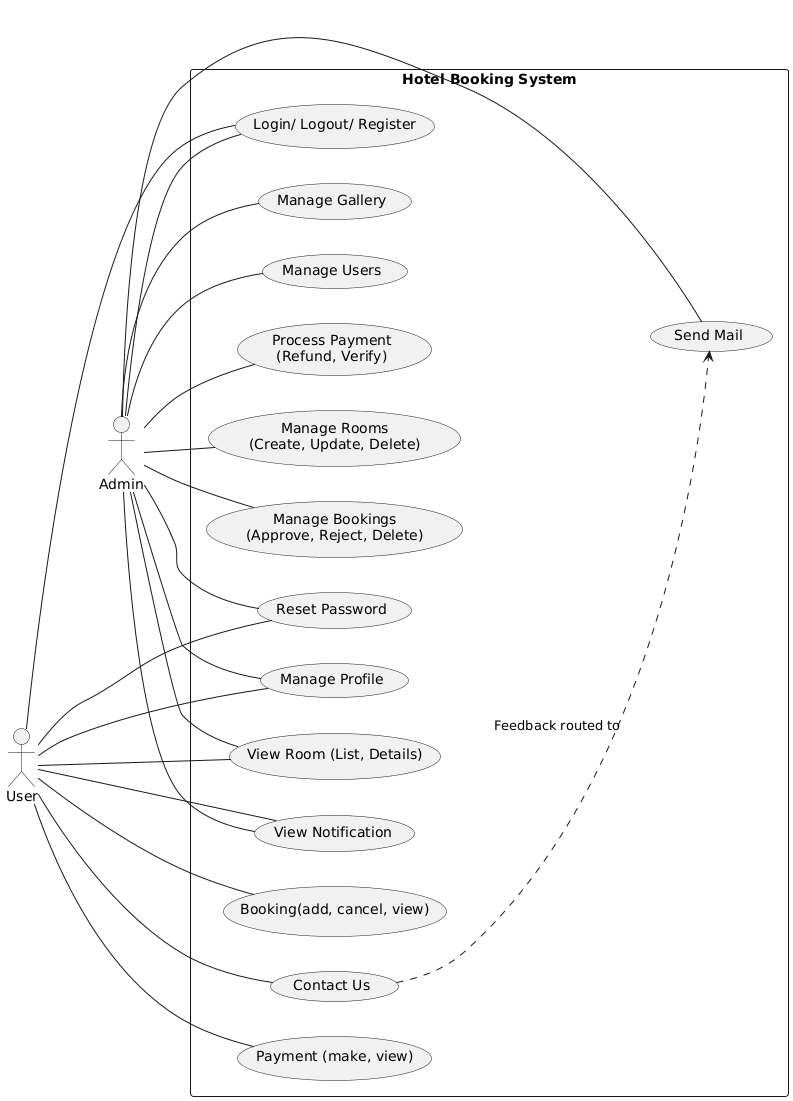 Hotel Booking System
Login/ Logout/ Register
Manage Gallery
Manage Users
Process Payment
(Refund, Verify)
Send Mail
Manage Rooms
(Create, Update, Delete)
Admin
Manage Bookings
(Approve, Reject, Delete)
Reset Password
Manage Profile
Feedback routed to
View Room (List, Details)
User
View Notification
Booking(add, cancel, view)
Contact Us
Payment (make, view)